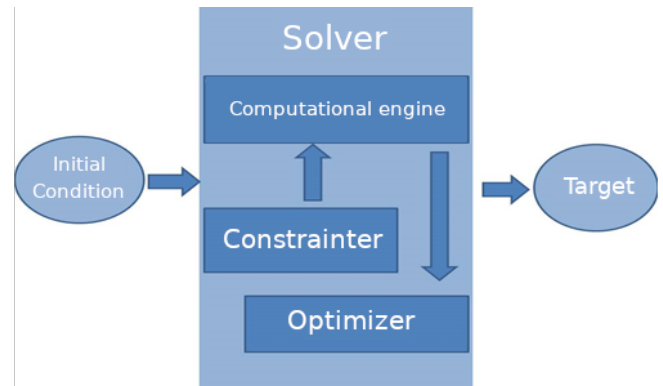 Solver
Computational engine
Initial
Condition
Target
Constrainter
Optimizer